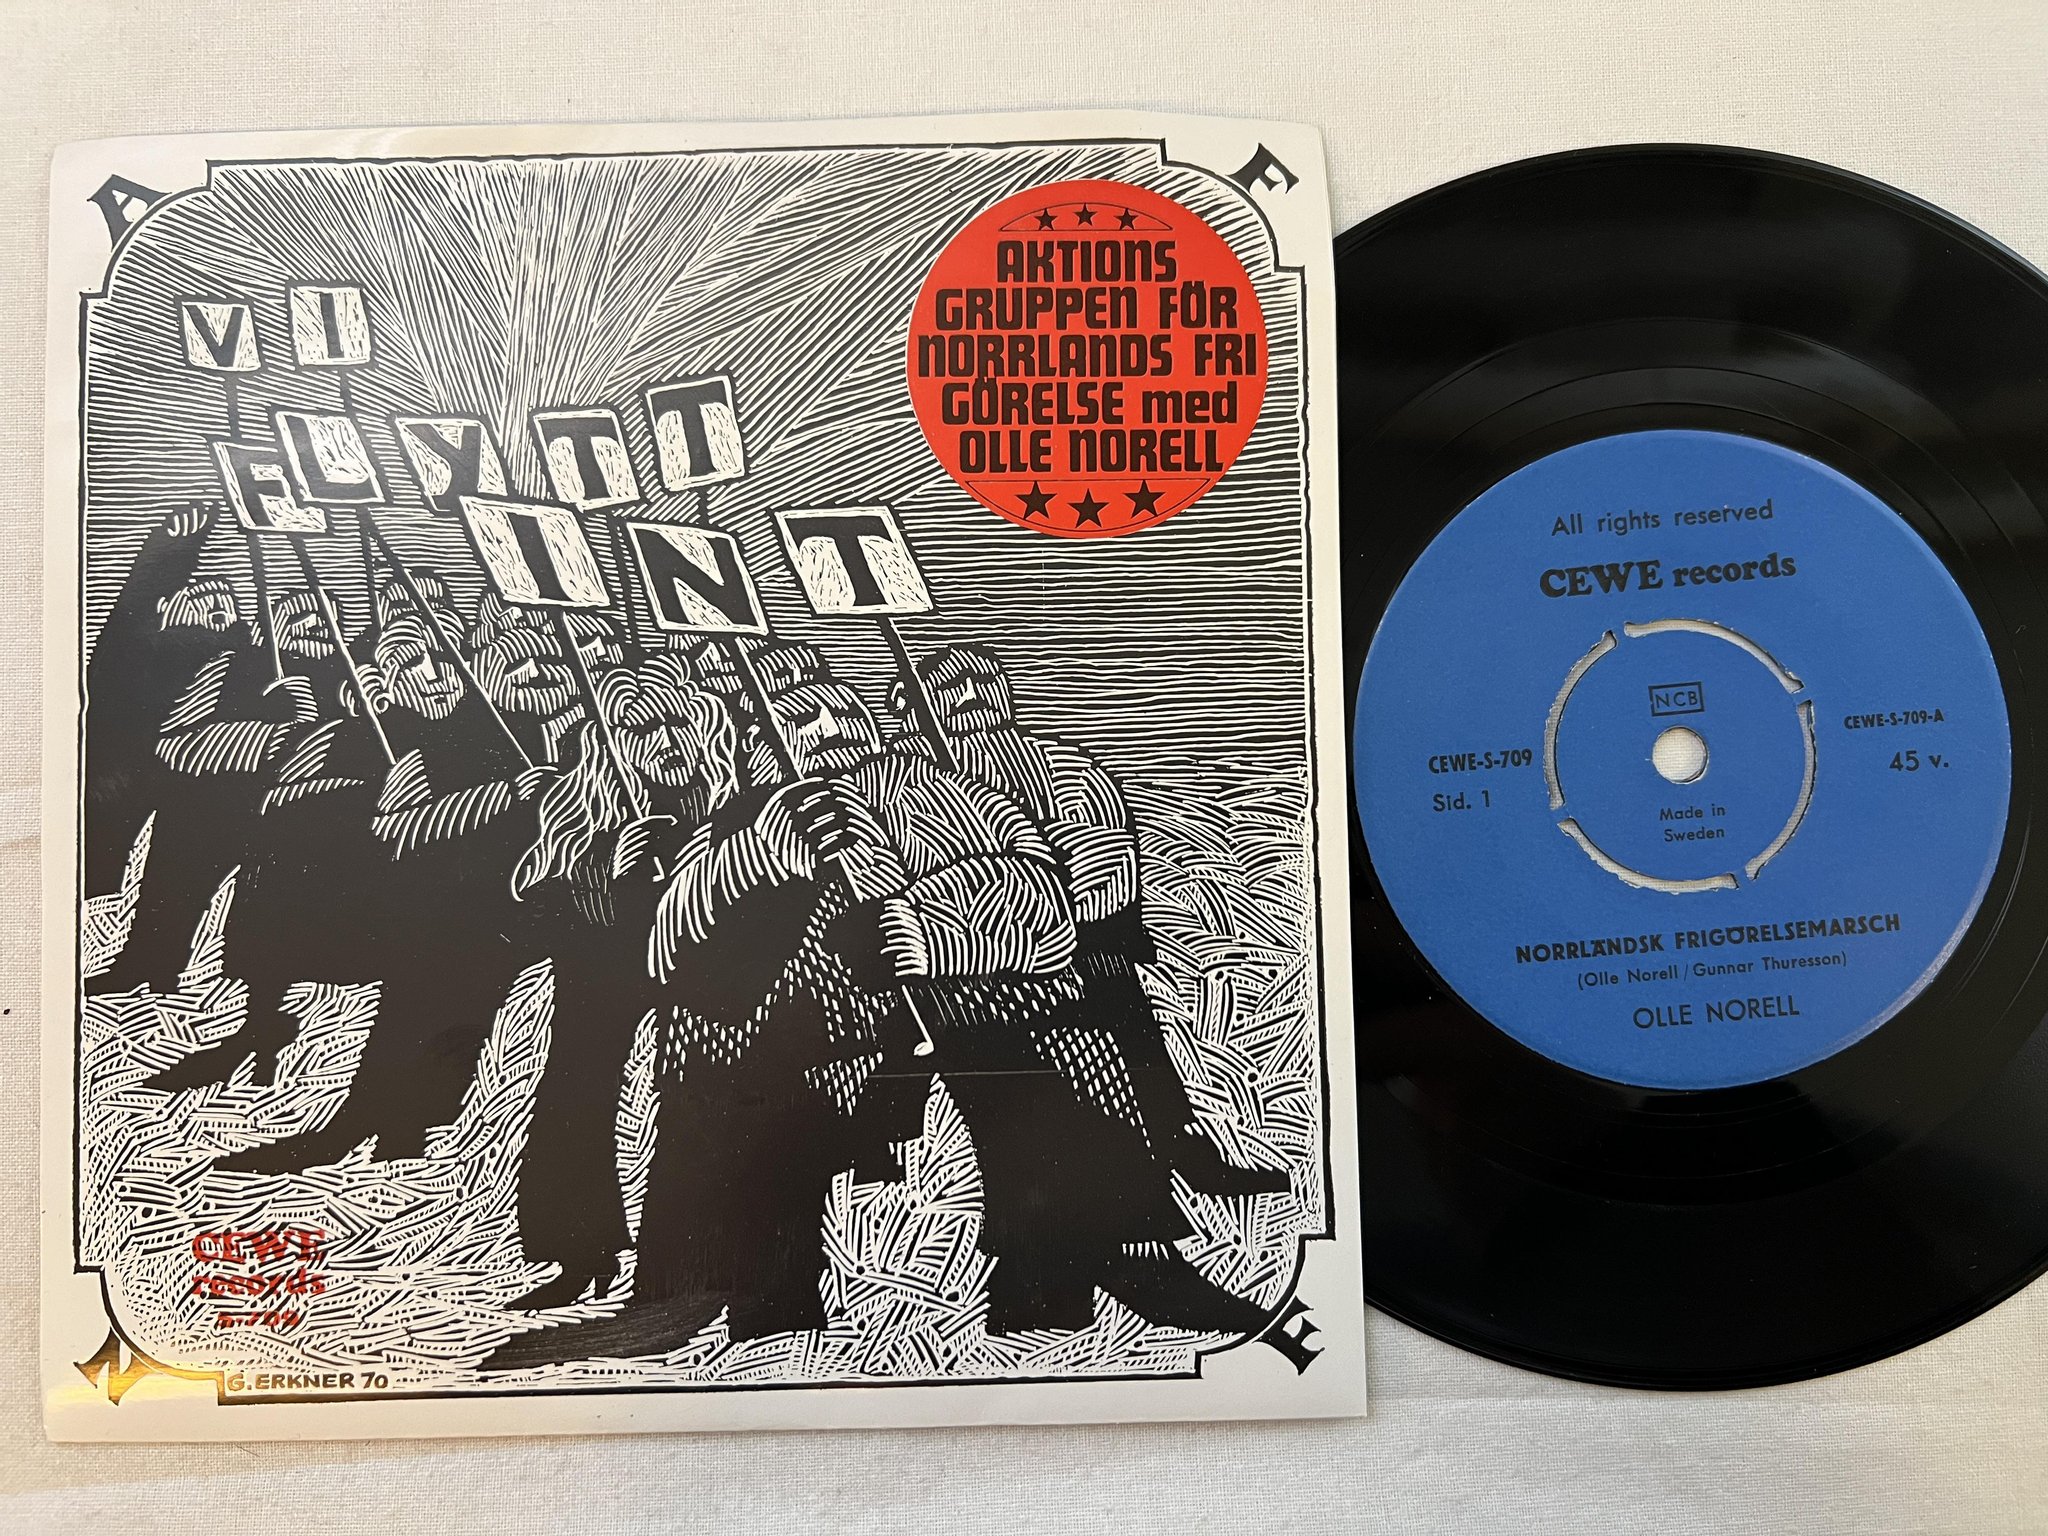 A
F
VI
FLYTT
INT
AKTIONS
GRUPPEN FÖR
NORRLANDS FRI
GÖRELSE med
OLLE NORELL
CEWE
records
S-709
N
F
G. ERKNER 70
All rights reserved
CEWE records
NCB
CEWE-S-709
Sid. 1
CEWE-S-709-A
45 v.
Made in
Sweden
NORRLÄNDSK FRIGÖRELSEMARSCH
(Olle Norell / Gunnar Thuresson)
OLLE NORELL